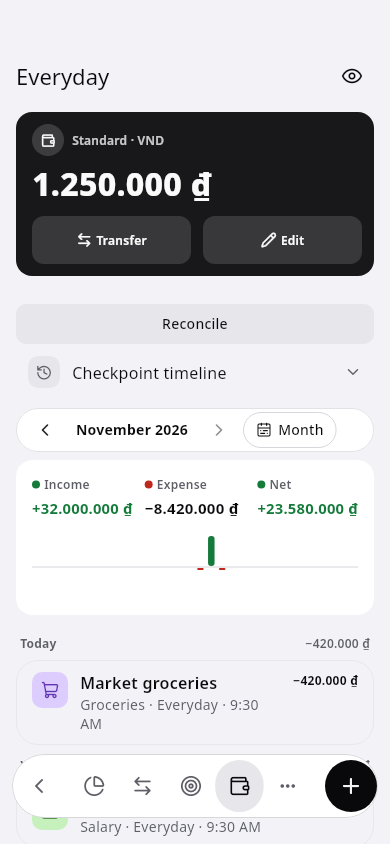 Everyday
Standard · VND
1.250.000 ₫
Transfer
Edit
Reconcile
Checkpoint timeline
November 2026
Month
Income
Expense
Net
+32.000.000 ₫
−8.420.000 ₫
+23.580.000 ₫
Today
−420.000 ₫
Market groceries
−420.000 ₫
Groceries · Everyday · 9:30
AM
Salary · Everyday · 9:30 AM